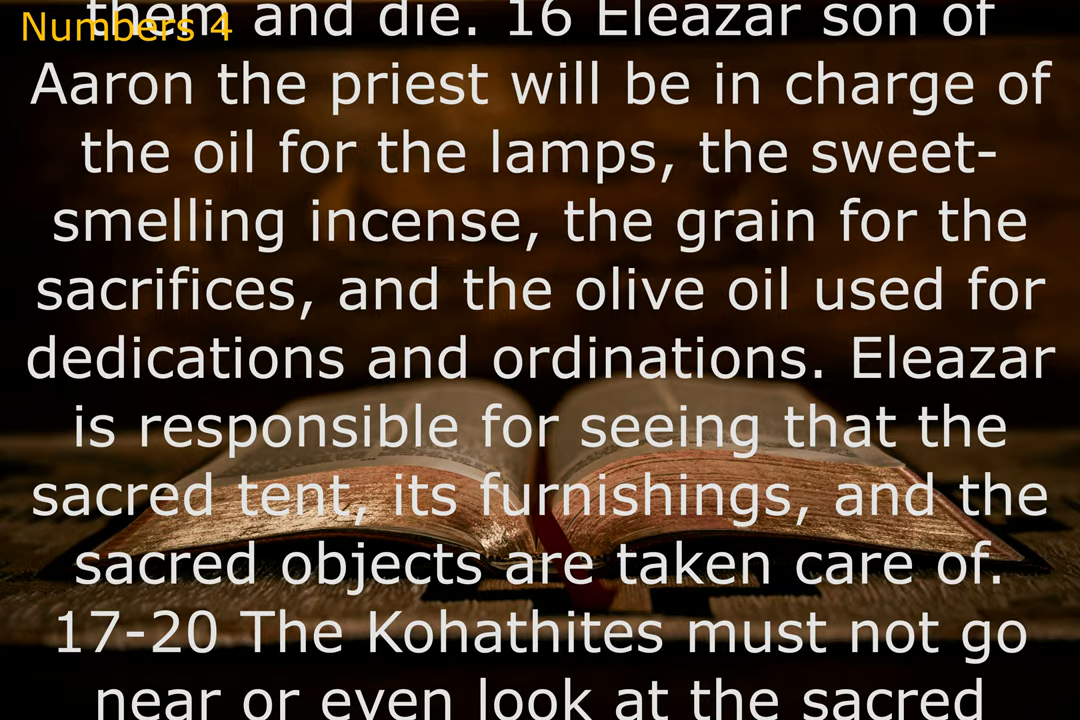 Numbers 4
them and die. 16 Eleazar son of
Aaron the priest will be in charge of
the oil for the lamps, the sweet-
smelling incense, the grain for the
sacrifices, and the olive oil used for
dedications and ordinations. Eleazar
is responsible for seeing that the
sacred tent, its furnishings, and the
sacred objects are taken care of.
17-20 The Kohathites must not go
near or even look at the sacred